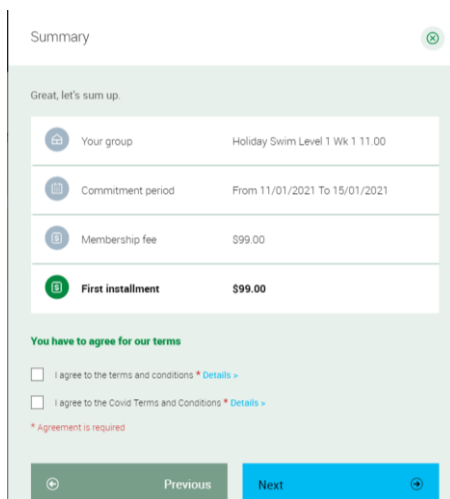 Summary
Great, let's sum up.
Your group Holiday Swim Level 1 Wk 1 11.00
Commitment period From 11/01/2021 To 15/01/2021
Membership fee $99.00
First installment $99.00
You have to agree for our terms
I agree to the terms and conditions * Details »
I agree to the Covid Terms and Conditions * Details »
* Agreement is required
Previous Next